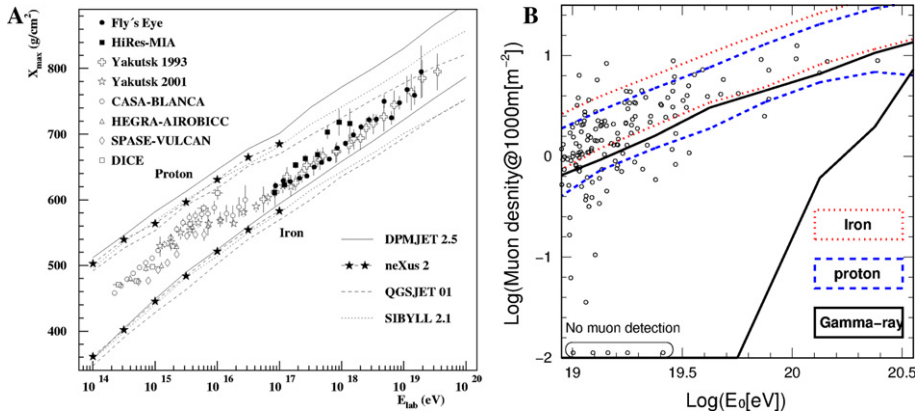 A
X max (g/cm²)
800
700
600
500
400
Fly´s Eye
HiRes-MIA
Yakutsk 1993
Yakutsk 2001
CASA-BLANCA
HEGRA-AIROBICC
SPASE-VULCAN
DICE
Proton
Iron
DPMJET 2.5
neXus 2
QGSJET 01
SIBYLL 2.1
10 14
10 15
10 16
10 17
10 18
10 19
10 20
E lab (eV)
B
Log(Muon desnity@1000m[m⁻²])
2
1
0
−1
−2
Iron
proton
Gamma-ray
No muon detection
19
19.5
20
20.5
Log(E₀[eV])